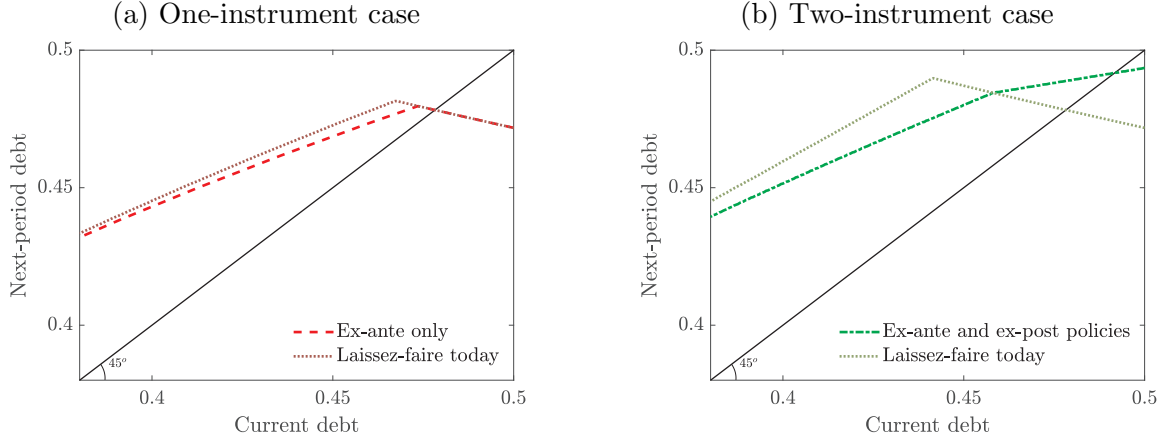 (a) One-instrument case
0.5
0.45
0.4
Next-period debt
45°
Ex-ante only
Laissez-faire today
0.4
0.45
0.5
Current debt
(b) Two-instrument case
0.5
0.45
0.4
Next-period debt
45°
Ex-ante and ex-post policies
Laissez-faire today
0.4
0.45
0.5
Current debt